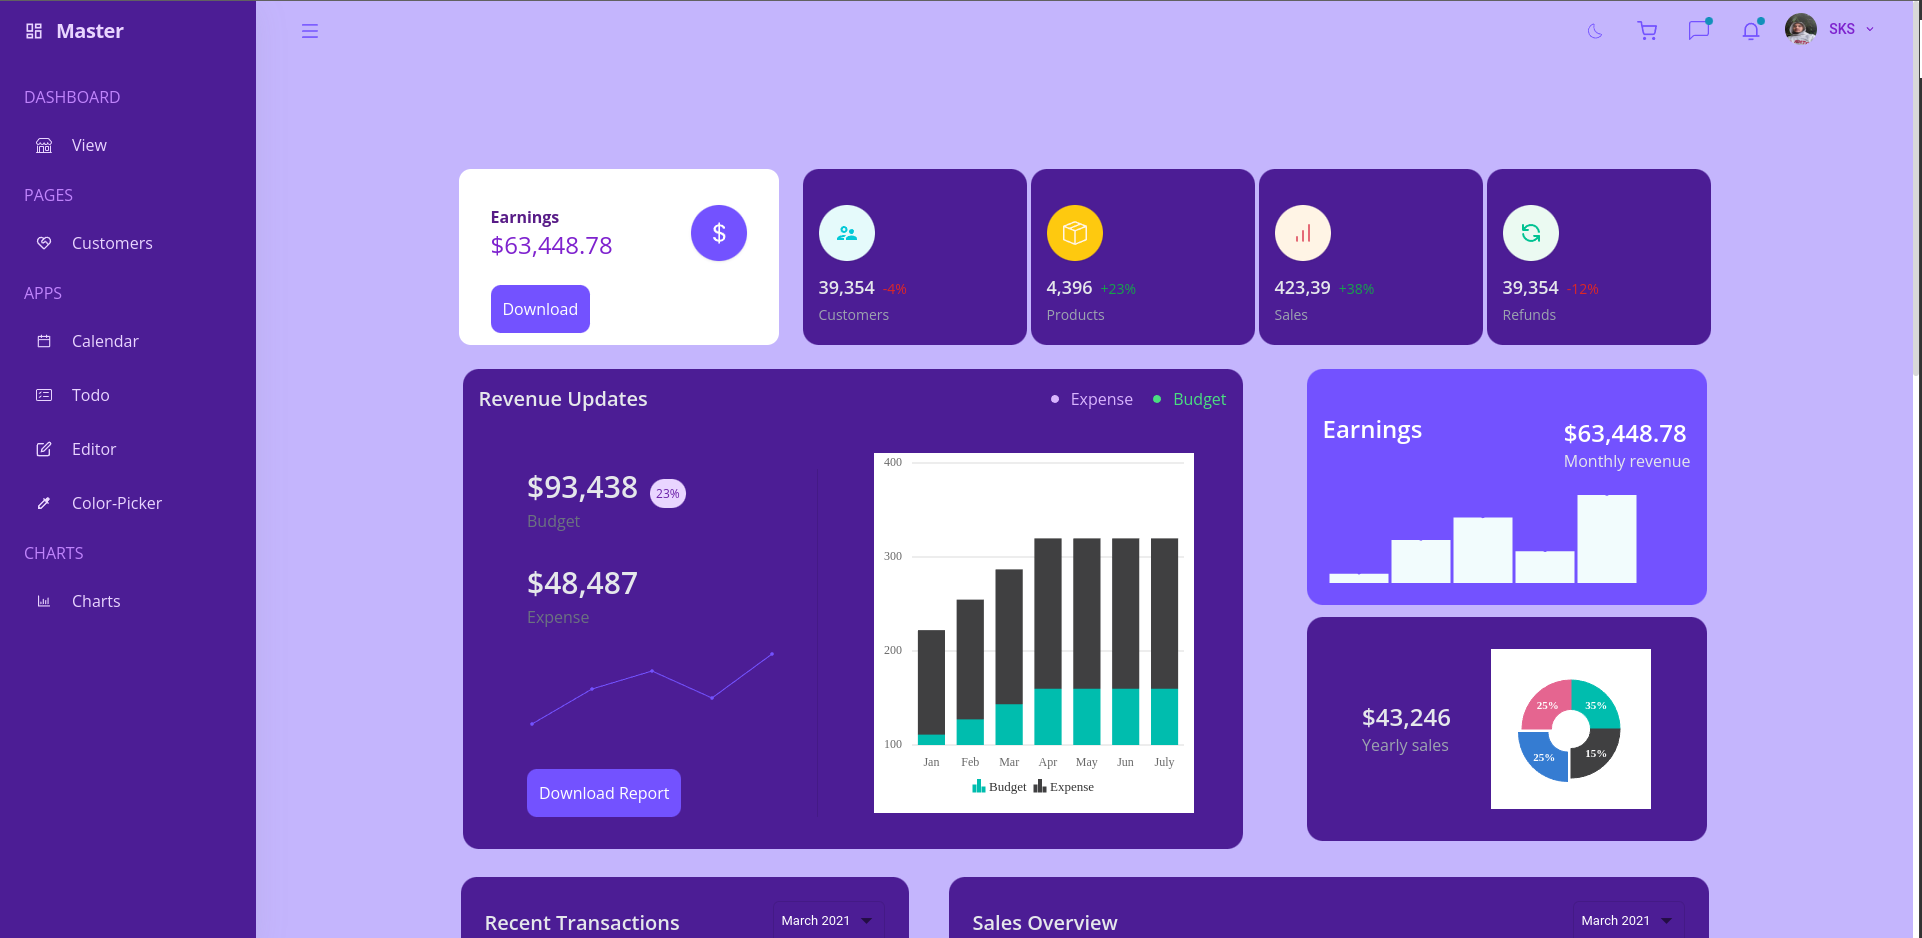 Master
DASHBOARD
View
PAGES
Customers
APPS
Calendar
Todo
Editor
Color-Picker
CHARTS
Charts
SKS
Earnings
$63,448.78
$
Download
39,354 -4%
Customers
4,396 +23%
Products
423,39 +38%
Sales
39,354 -12%
Refunds
Revenue Updates
Expense
Budget
$93,438 23%
Budget
$48,487
Expense
Download Report
400
300
200
100
Jan Feb Mar Apr May Jun July
Budget Expense
Earnings
$63,448.78
Monthly revenue
$43,246
Yearly sales
25% 35%
25% 15%
Recent Transactions
March 2021
Sales Overview
March 2021